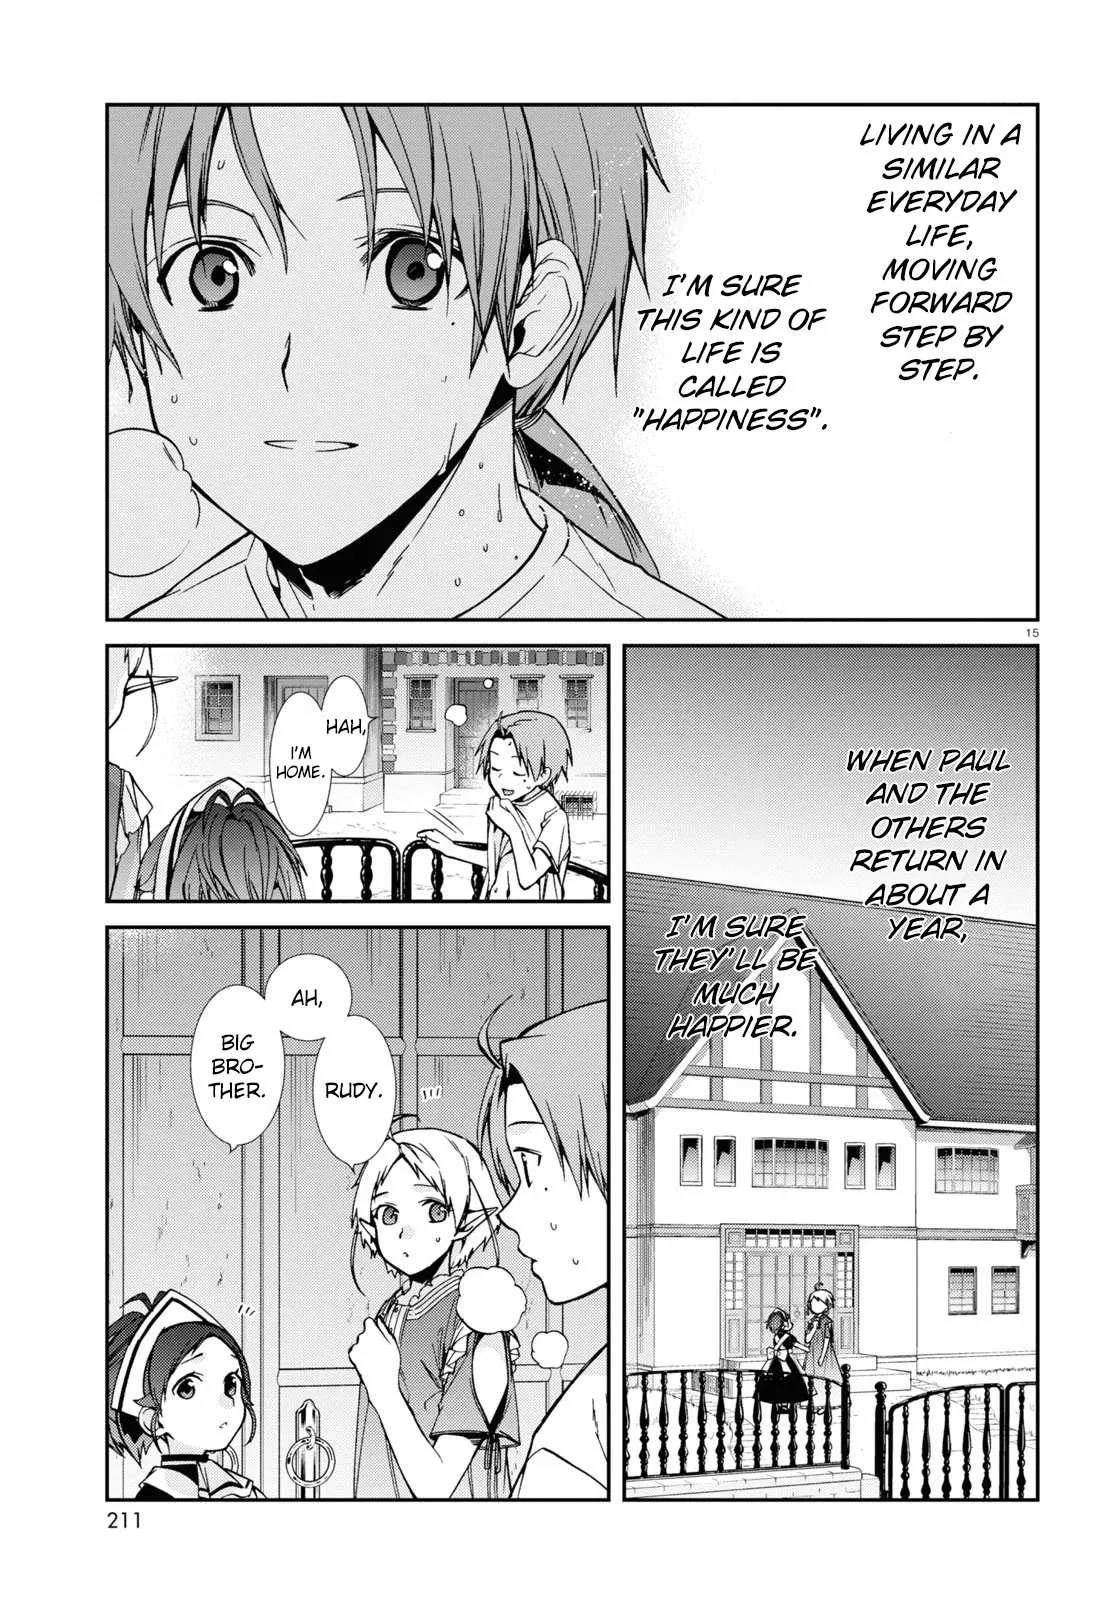 LIVING IN A
SIMILAR
EVERYDAY
LIFE,
MOVING
FORWARD
STEP BY
STEP.
I'M SURE
THIS KIND OF
LIFE IS
CALLED
"HAPPINESS".
15
WHEN PAUL
AND THE
OTHERS
RETURN IN
ABOUT A
YEAR,
I'M SURE
THEY'LL BE
MUCH
HAPPIER.
HAH,
I'M
HOME.
AH,
RUDY.
BIG
BRO-
THER.
211